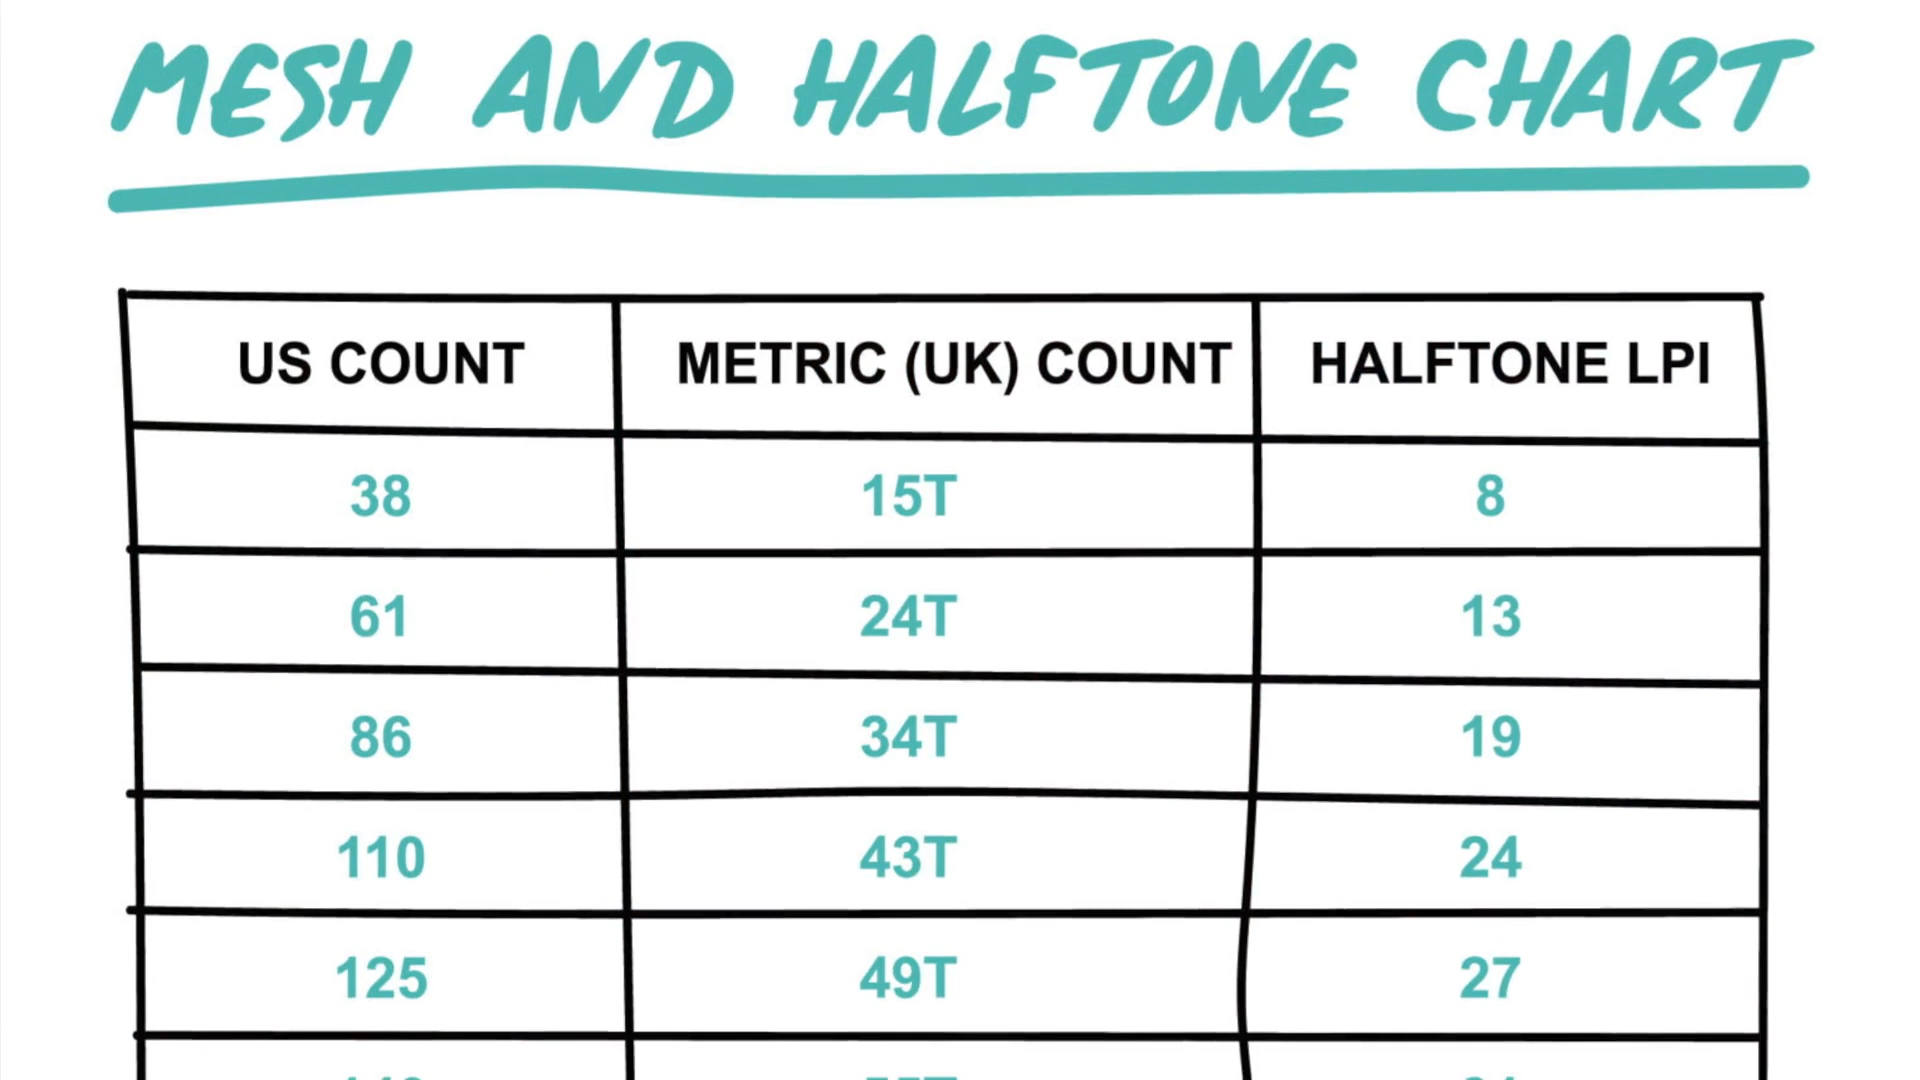 MESH AND HALFTONE CHART
US COUNT METRIC (UK) COUNT HALFTONE LPI
38 15T 8
61 24T 13
86 34T 19
110 43T 24
125 49T 27